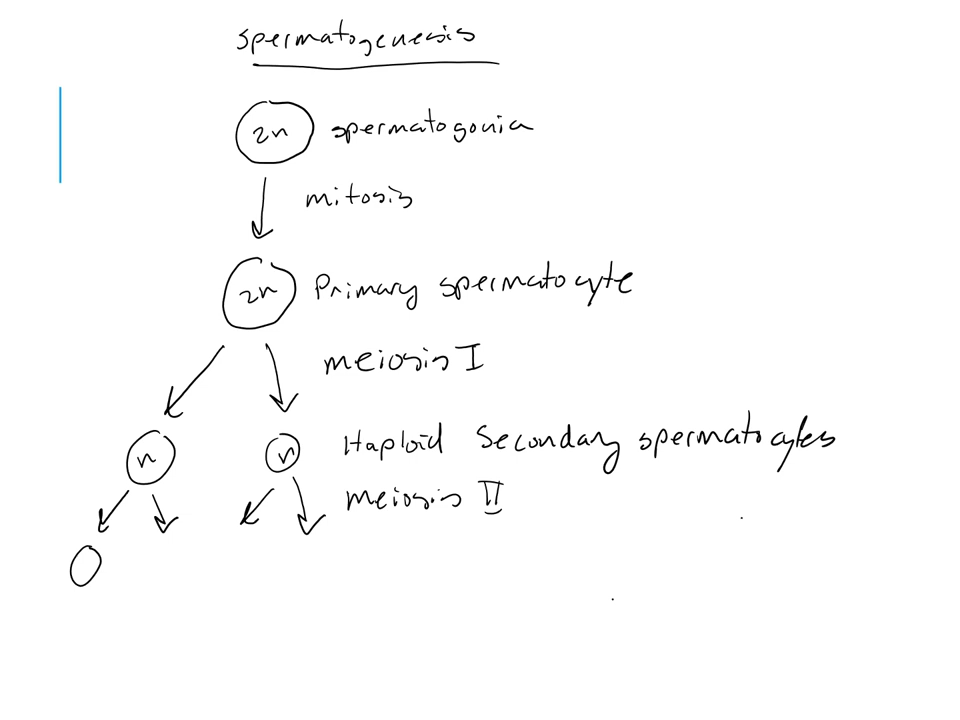 spermatogenesis
2n spermatogonia
mitosis
2n Primary spermatocyte
meiosis I
n n Haploid Secondary spermatocytes
meiosis II